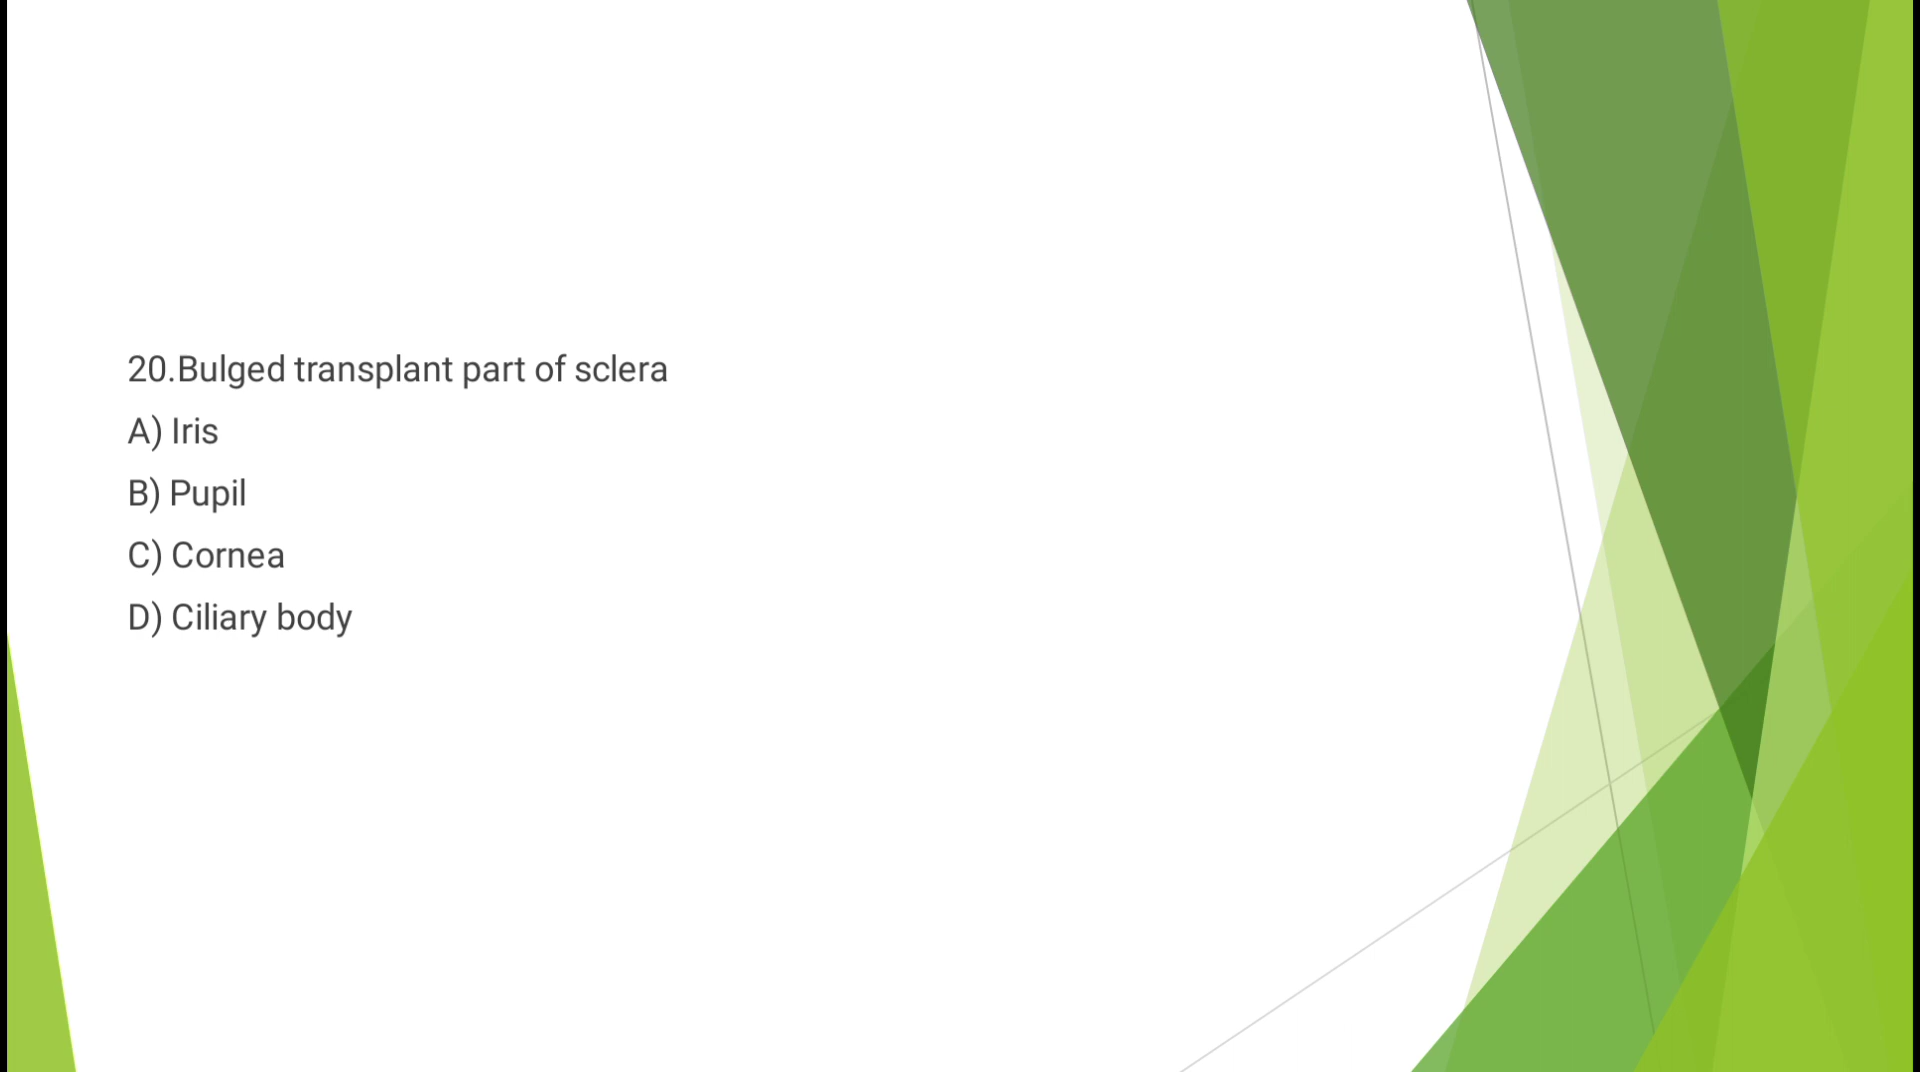 20.Bulged transplant part of sclera
A) Iris
B) Pupil
C) Cornea
D) Ciliary body